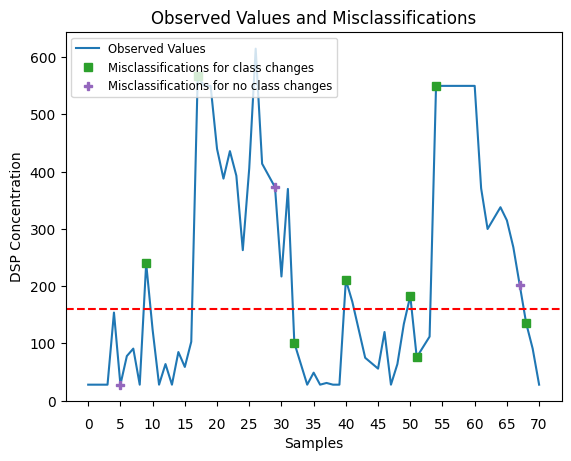 Observed Values and Misclassifications
Observed Values
Misclassifications for class changes
Misclassifications for no class changes
600
500
400
300
200
100
0
DSP Concentration
0 5 10 15 20 25 30 35 40 45 50 55 60 65 70
Samples